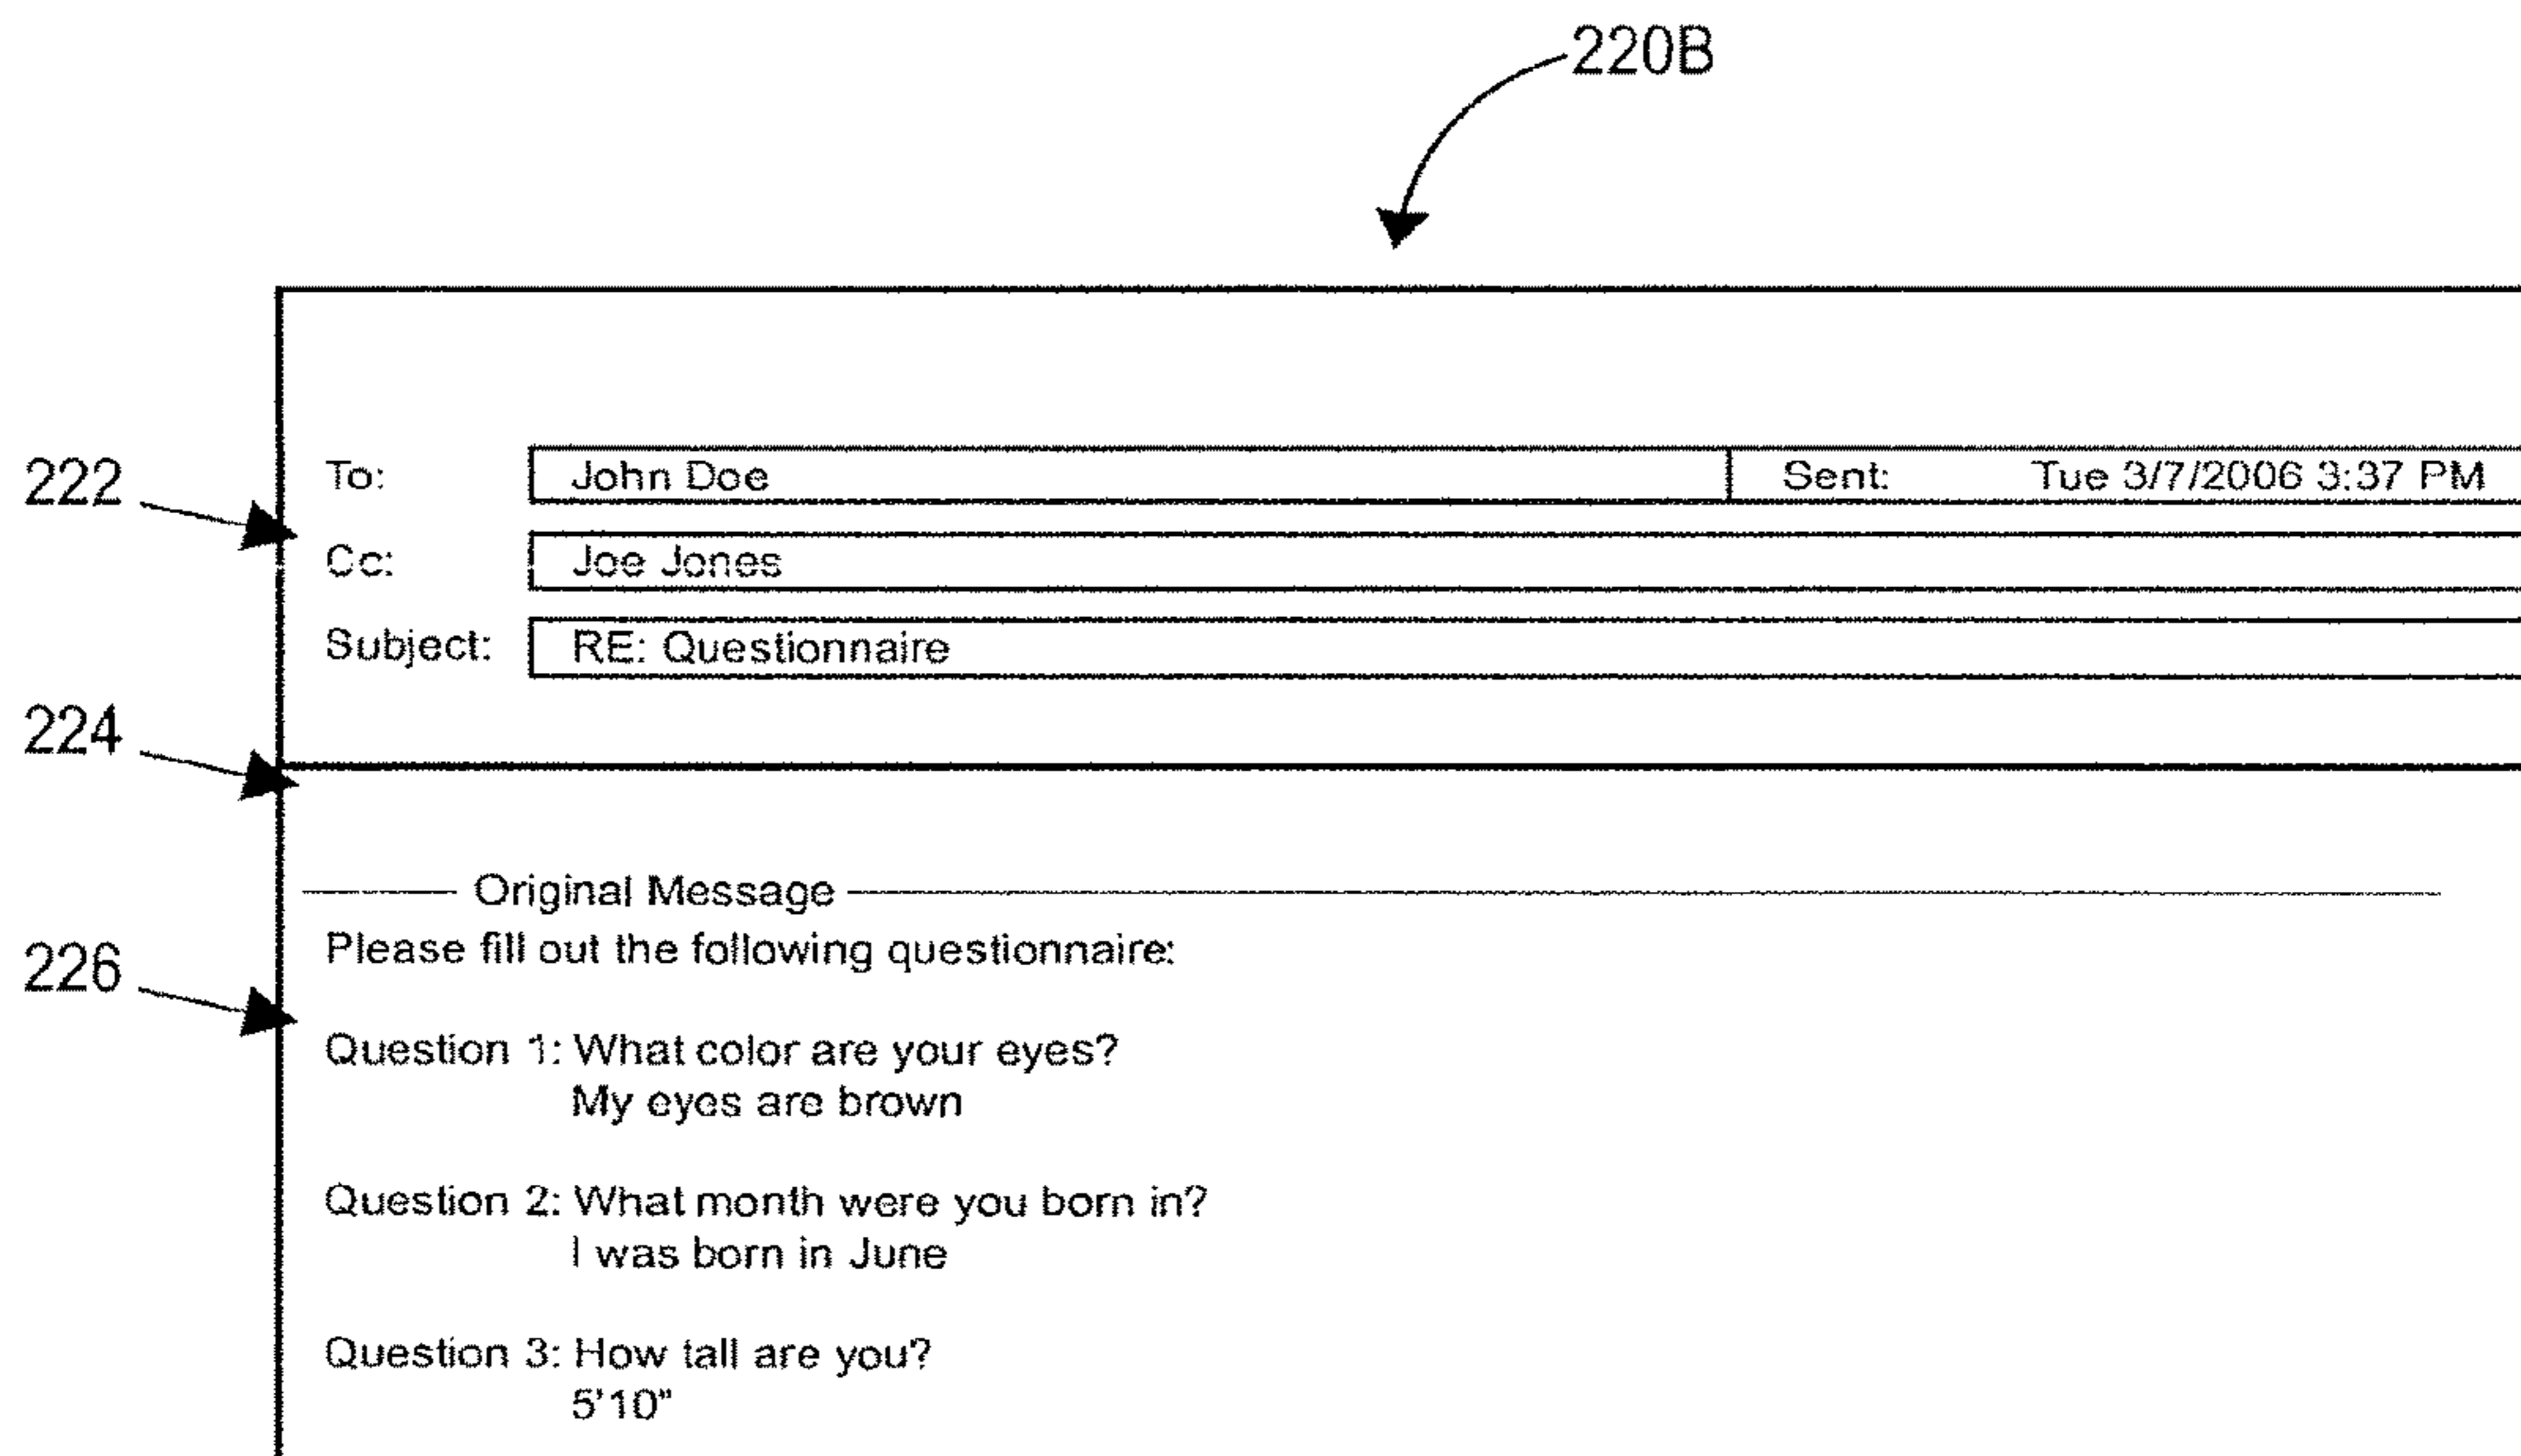 220B
222
To: John Doe Sent: Tue 3/7/2006 3:37 PM
Cc: Joe Jones
Subject: RE: Questionnaire
224
Original Message
Please fill out the following questionnaire:
226
Question 1: What color are your eyes?
My eyes are brown
Question 2: What month were you born in?
I was born in June
Question 3: How tall are you?
5'10"